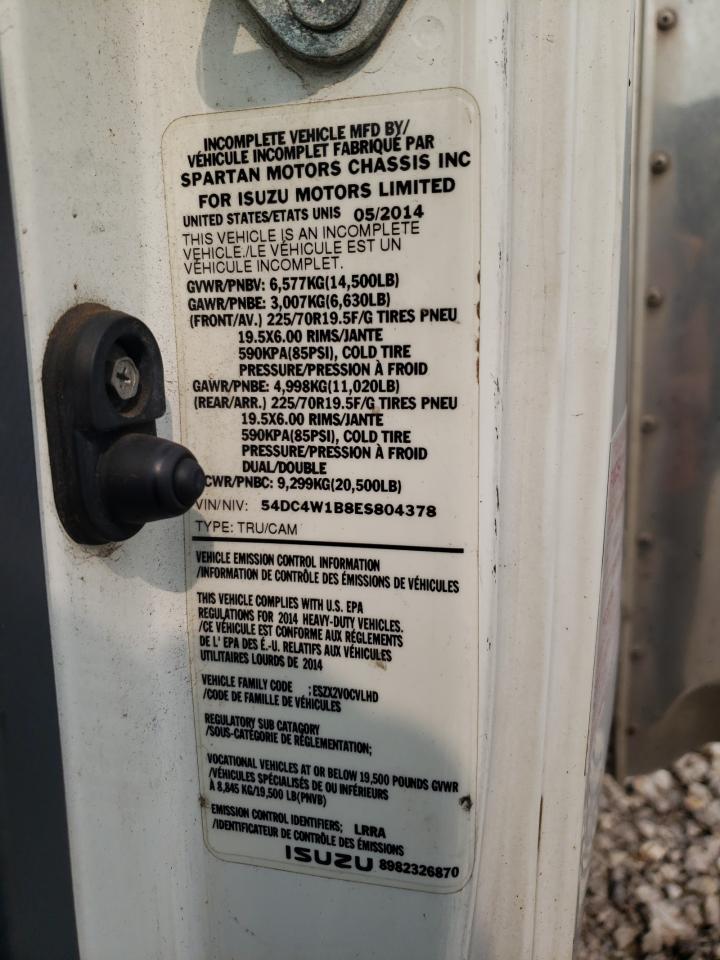 INCOMPLETE VEHICLE MFD BY/
VÉHICULE INCOMPLET FABRIQUÉ PAR
SPARTAN MOTORS CHASSIS INC
FOR ISUZU MOTORS LIMITED
UNITED STATES/ETATS UNIS 05/2014
THIS VEHICLE IS AN INCOMPLETE
VEHICLE./LE VÉHICULE EST UN
VÉHICULE INCOMPLET.
GVWR/PNBV: 6,577KG(14,500LB)
GAWR/PNBE: 3,007KG(6,630LB)
(FRONT/AV.) 225/70R19.5F/G TIRES PNEU
19.5X6.00 RIMS/JANTE
590KPA(85PSI), COLD TIRE
PRESSURE/PRESSION À FROID
GAWR/PNBE: 4,998KG(11,020LB)
(REAR/ARR.) 225/70R19.5F/G TIRES PNEU
19.5X6.00 RIMS/JANTE
590KPA(85PSI), COLD TIRE
PRESSURE/PRESSION À FROID
DUAL/DOUBLE
CWR/PNBC: 9,299KG(20,500LB)
VIN/NIV: 54DC4W1B8ES804378
TYPE: TRU/CAM
VEHICLE EMISSION CONTROL INFORMATION
/INFORMATION DE CONTRÔLE DES ÉMISSIONS DE VÉHICULES
THIS VEHICLE COMPLIES WITH U.S. EPA
REGULATIONS FOR 2014 HEAVY-DUTY VEHICLES.
/CE VÉHICULE EST CONFORME AUX RÉGLEMENTS
DE L' EPA DES É.-U. RELATIFS AUX VÉHICULES
UTILITAIRES LOURDS DE 2014
VEHICLE FAMILY CODE ;ESZX2VOCVLHD
/CODE DE FAMILLE DE VÉHICULES
REGULATORY SUB CATAGORY
/SOUS-CATÉGORIE DE RÉGLEMENTATION;
VOCATIONAL VEHICLES AT OR BELOW 19,500 POUNDS GVWR
/VÉHICULES SPÉCIALISÉS DE OU INFÉRIEURS
À 8,845 KG/19,500 LB(PNVB)
EMISSION CONTROL IDENTIFIERS; LRRA
/IDENTIFICATEUR DE CONTRÔLE DES ÉMISSIONS
ISUZU 8982326870